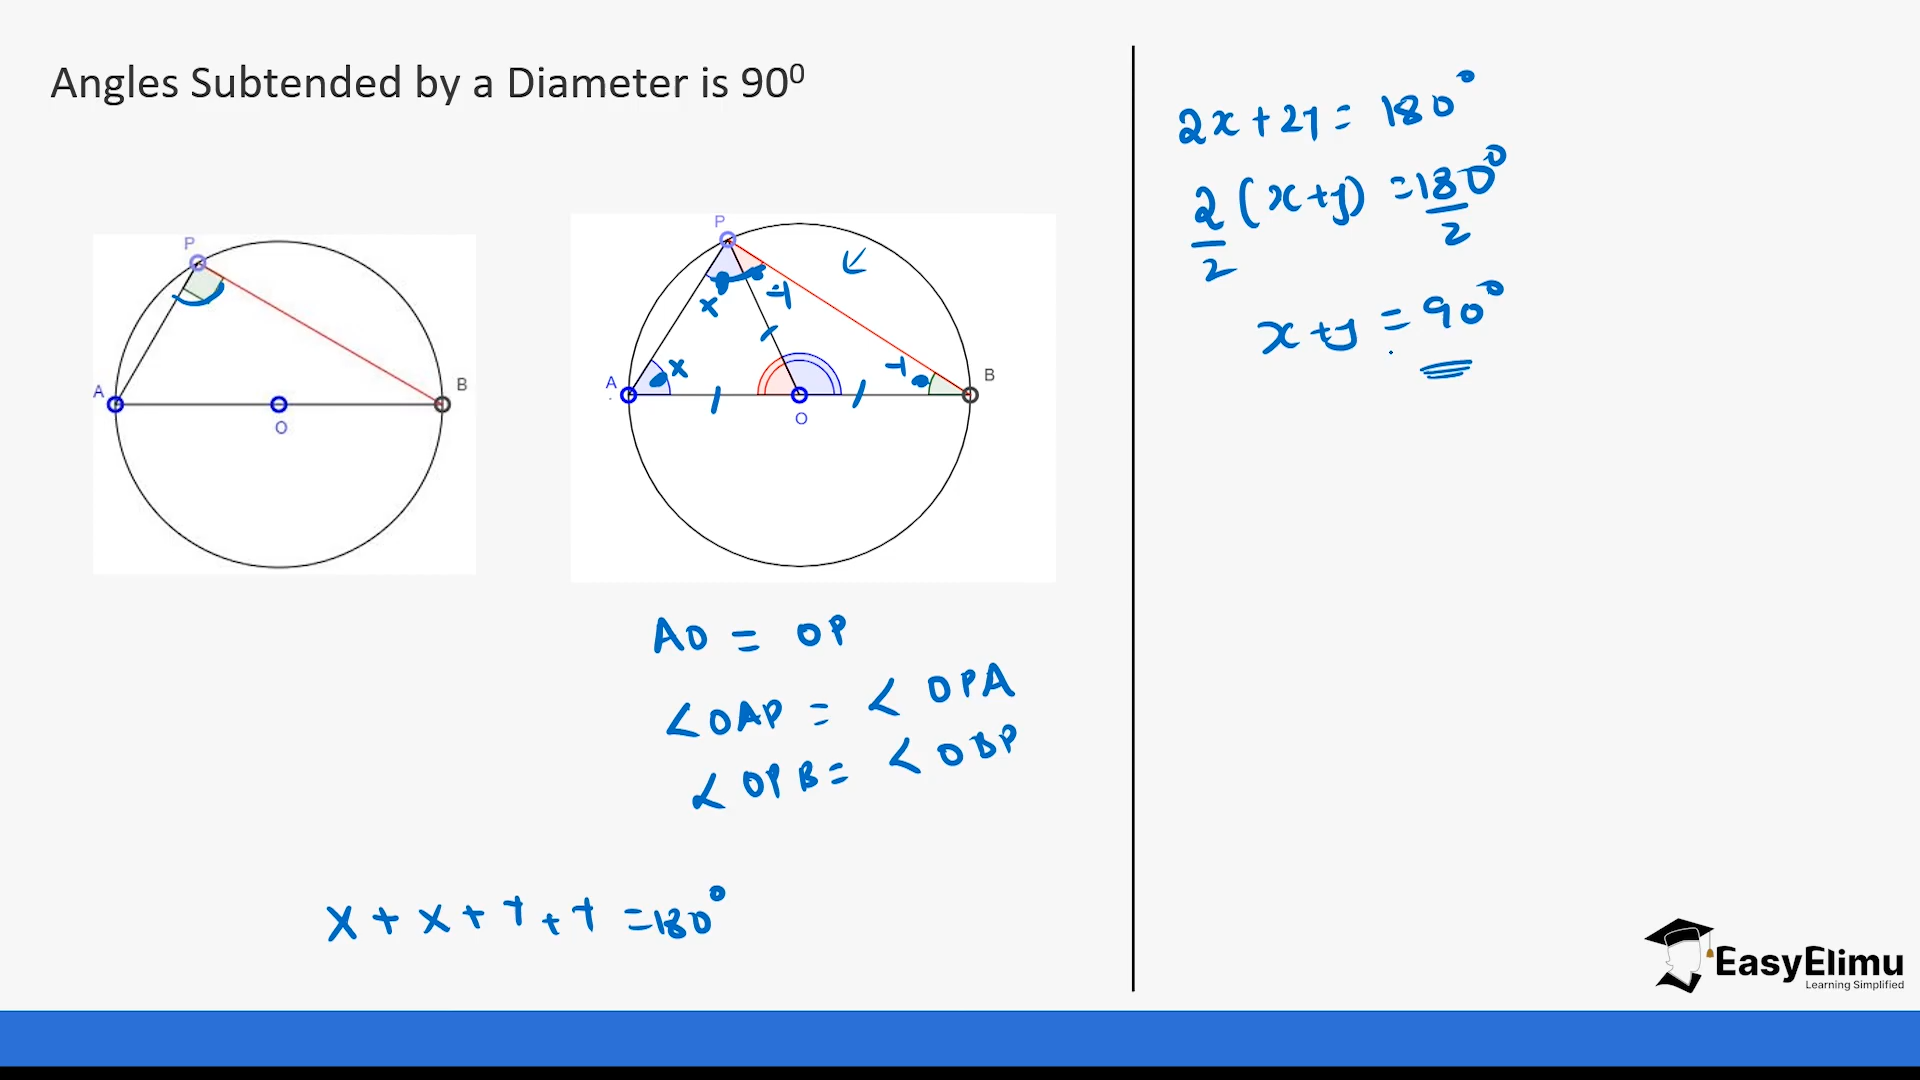 Angles Subtended by a Diameter is 90⁰
P
A
B
O
P
x
y
A
x
y
B
O
AO = OP
<OAP = <OPA
<OPB = <OBP
x + x + y + y = 180°
2x + 2y = 180°
2/2 (x+y) = 180°/2
x + y = 90°
EasyElimu
Learning Simplified